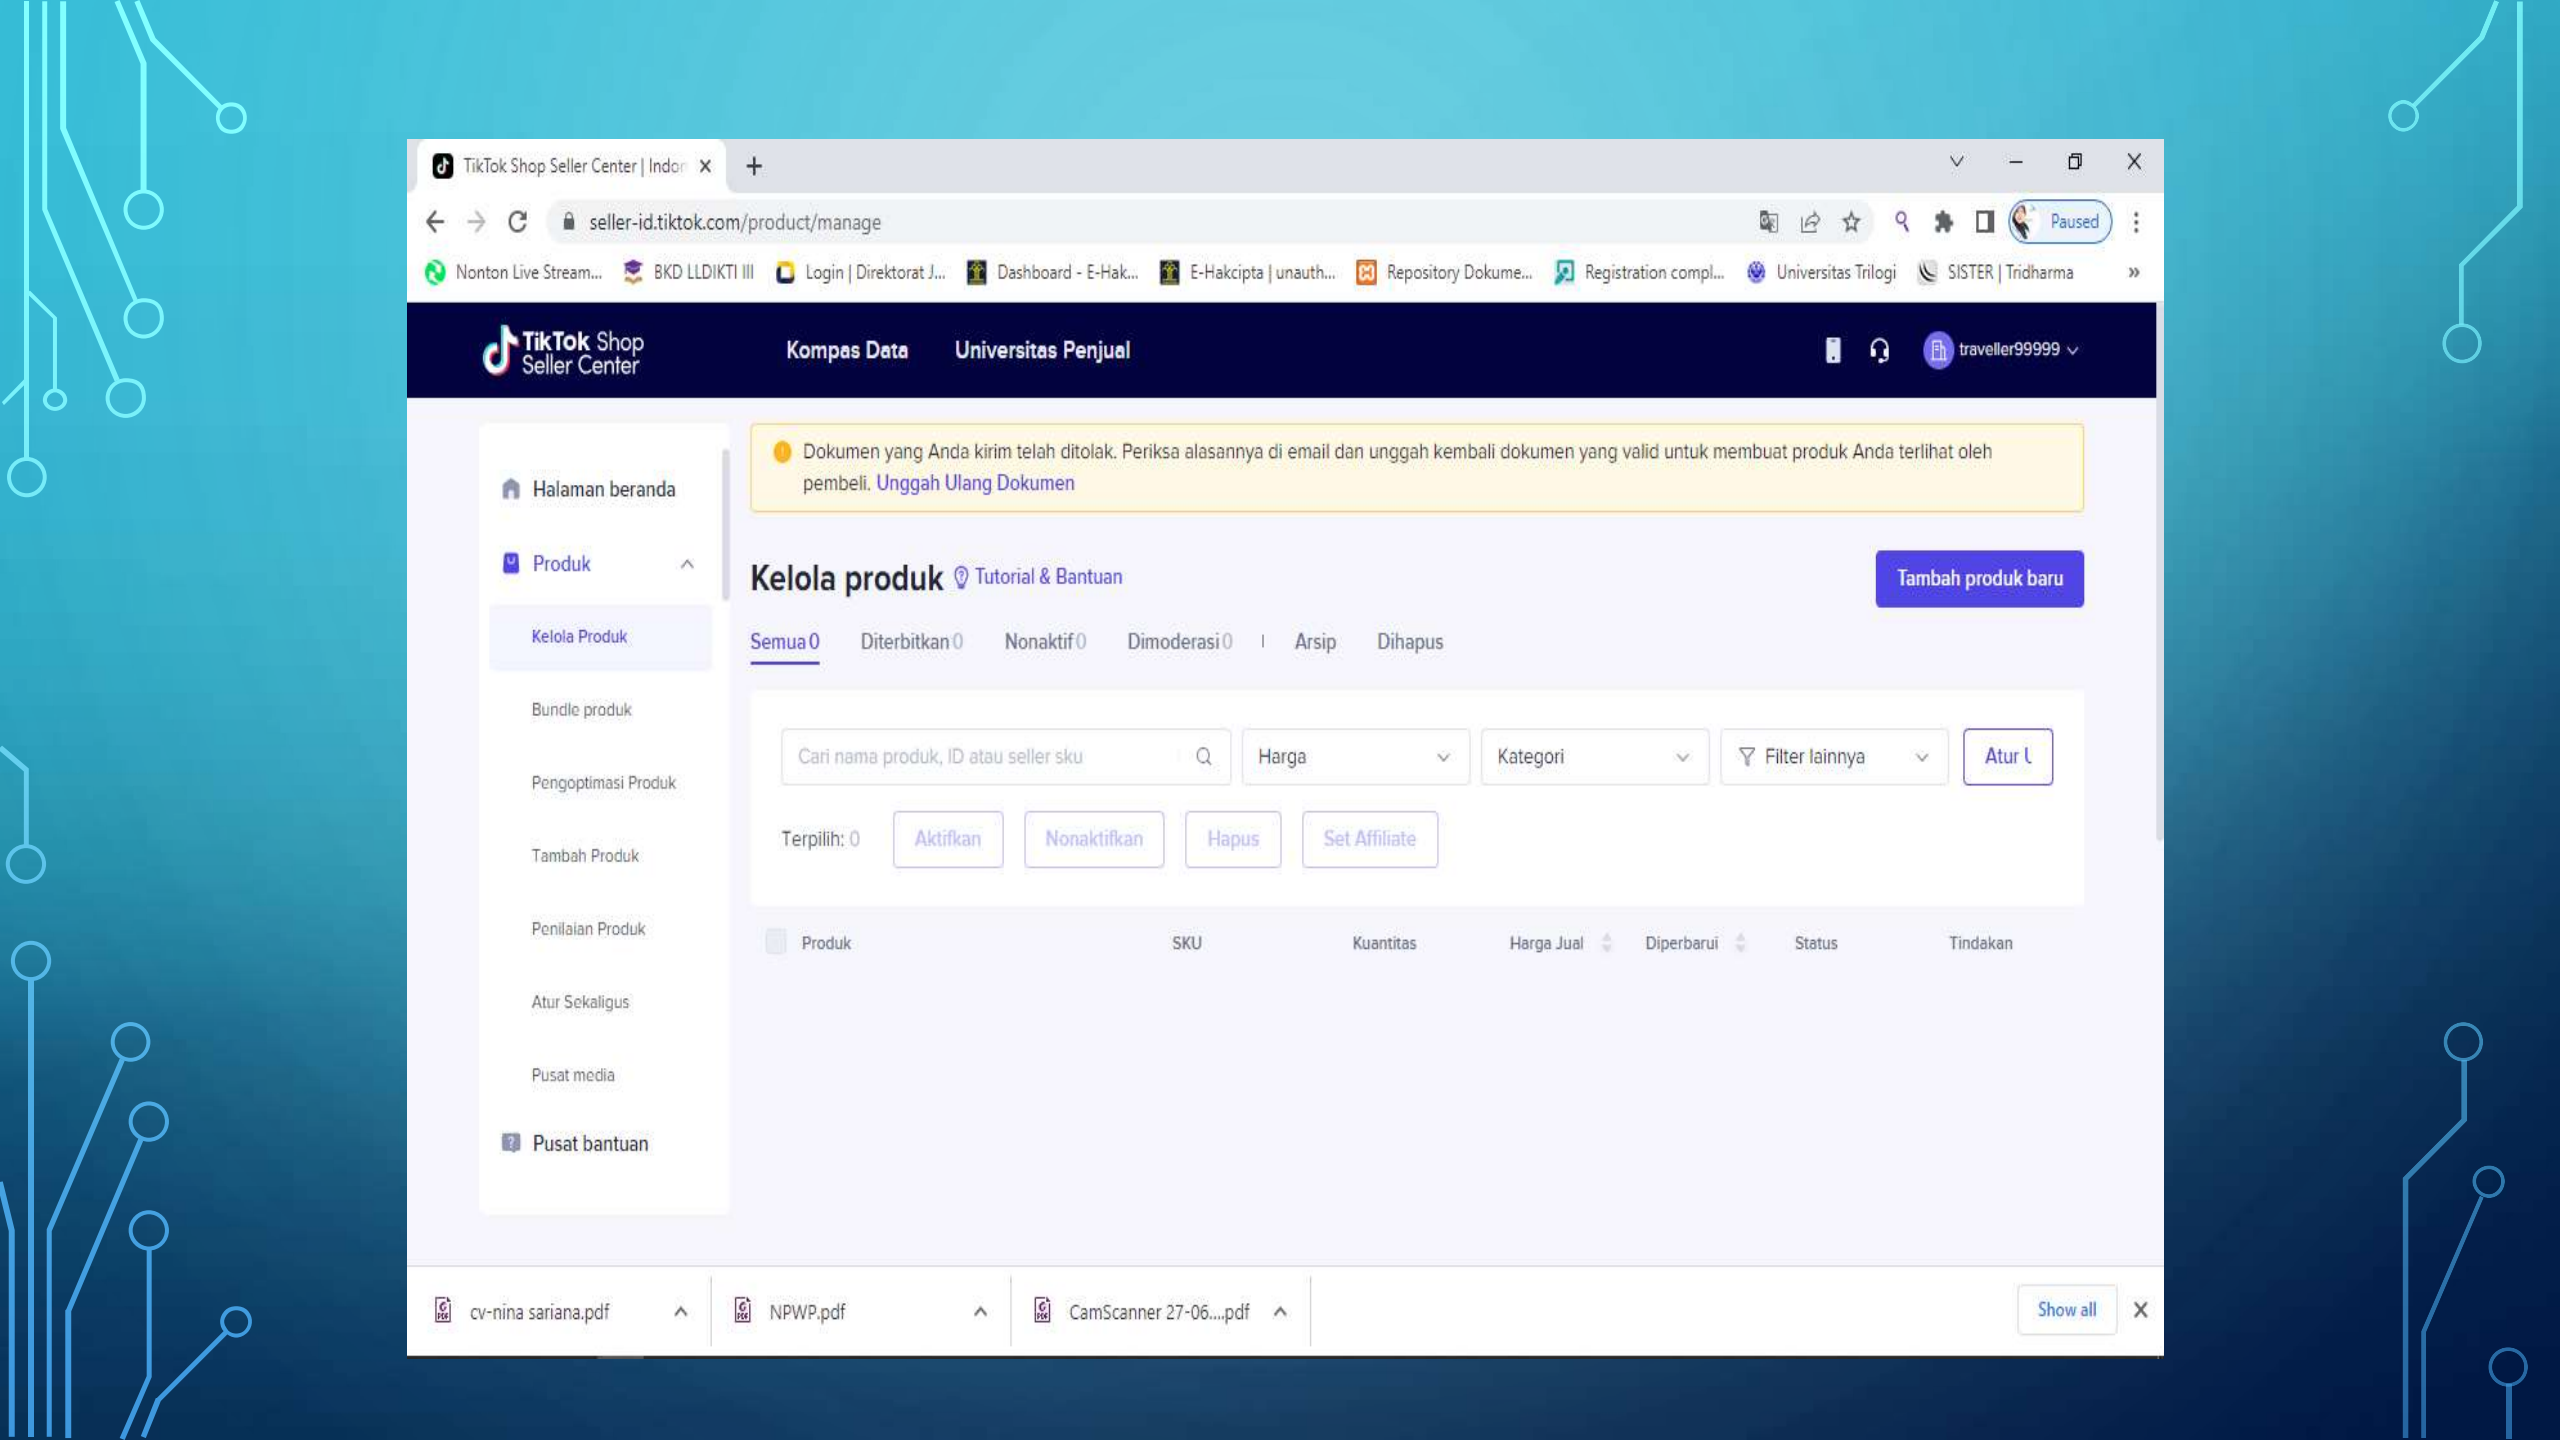 TikTok Shop Seller Center | Indon
seller-id.tiktok.com/product/manage
Paused
Nonton Live Stream... BKD LLDIKTI III Login | Direktorat J... Dashboard - E-Hak... E-Hakcipta | unauth... Repository Dokume... Registration compl... Universitas Trilogi SISTER | Tridharma »
TikTok Shop
Seller Center
Kompas Data Universitas Penjual
traveller99999
Dokumen yang Anda kirim telah ditolak. Periksa alasannya di email dan unggah kembali dokumen yang valid untuk membuat produk Anda terlihat oleh
pembeli. Unggah Ulang Dokumen
Halaman beranda
Produk
Kelola Produk
Bundle produk
Pengoptimasi Produk
Tambah Produk
Penilaian Produk
Atur Sekaligus
Pusat media
Pusat bantuan
Kelola produk Tutorial & Bantuan
Tambah produk baru
Semua 0 Diterbitkan 0 Nonaktif 0 Dimoderasi 0 | Arsip Dihapus
Cari nama produk, ID atau seller sku Harga Kategori Filter lainnya Atur
Terpilih: 0 Aktifkan Nonaktifkan Hapus Set Affiliate
Produk SKU Kuantitas Harga Jual Diperbarui Status Tindakan
cv-nina sariana.pdf NPWP.pdf CamScanner 27-06....pdf Show all